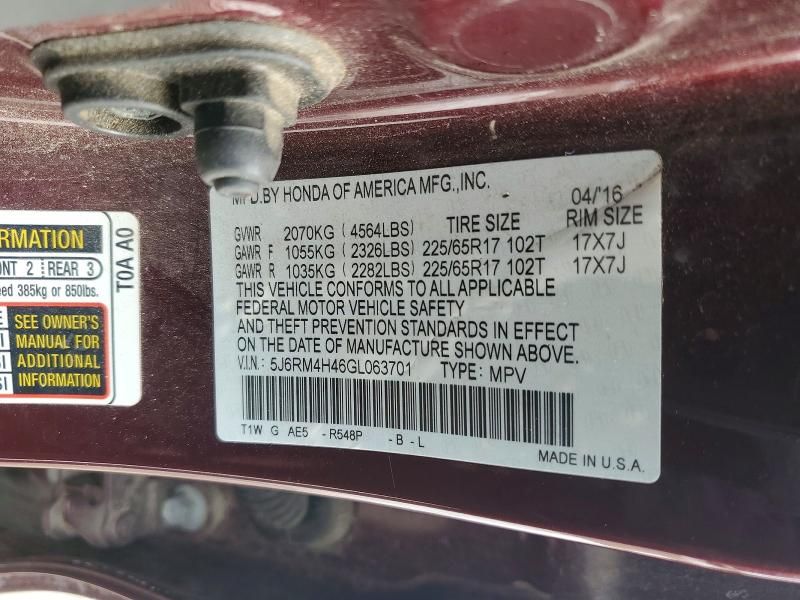 MFD.BY HONDA OF AMERICA MFG.,INC. 04/'16
GVWR 2070KG (4564LBS) TIRE SIZE RIM SIZE
GAWR F 1055KG (2326LBS) 225/65R17 102T 17X7J
GAWR R 1035KG (2282LBS) 225/65R17 102T 17X7J
THIS VEHICLE CONFORMS TO ALL APPLICABLE
FEDERAL MOTOR VEHICLE SAFETY
AND THEFT PREVENTION STANDARDS IN EFFECT
ON THE DATE OF MANUFACTURE SHOWN ABOVE.
V.I.N.: 5J6RM4H46GL063701 TYPE: MPV
T1W G AE5 -R548P -B-L
MADE IN U.S.A.
RMATION
ONT 2 REAR 3
eed 385kg or 850lbs.
SEE OWNER'S
MANUAL FOR
ADDITIONAL
INFORMATION
T0A A0